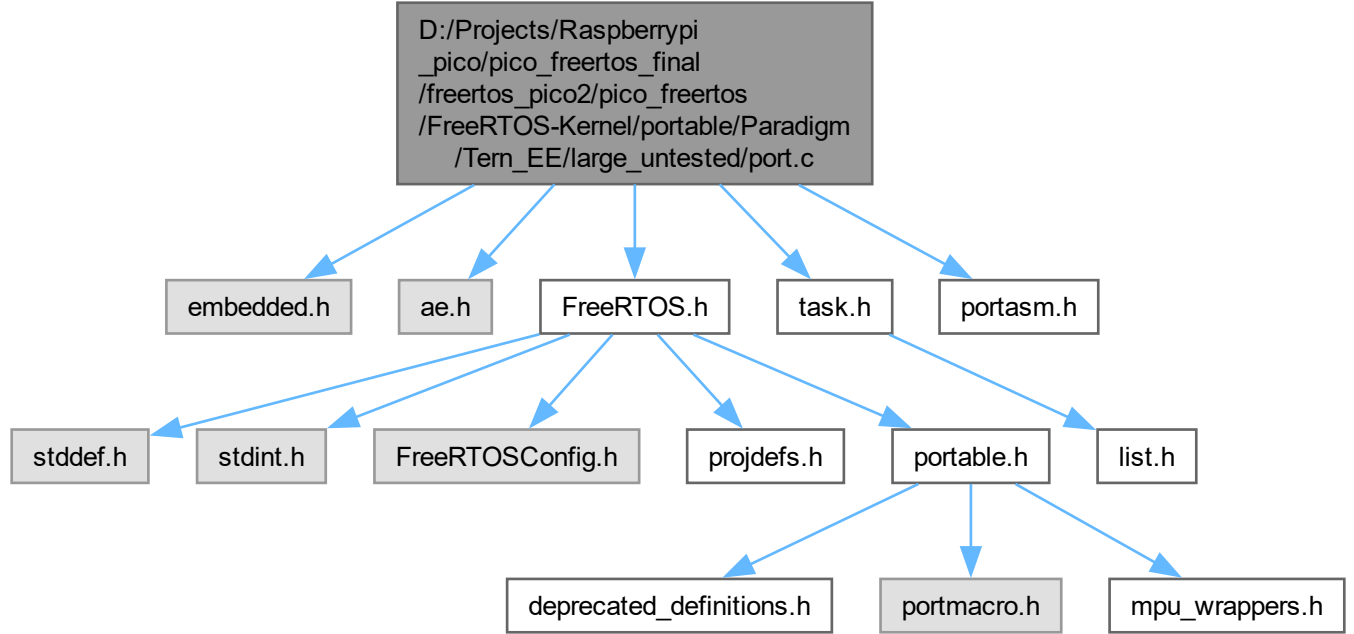 D:/Projects/Raspberrypi
_pico/pico_freertos_final
/freertos_pico2/pico_freertos
/FreeRTOS-Kernel/portable/Paradigm
/Tern_EE/large_untested/port.c
embedded.h
ae.h
FreeRTOS.h
task.h
portasm.h
stddef.h
stdint.h
FreeRTOSConfig.h
projdefs.h
portable.h
list.h
deprecated_definitions.h
portmacro.h
mpu_wrappers.h